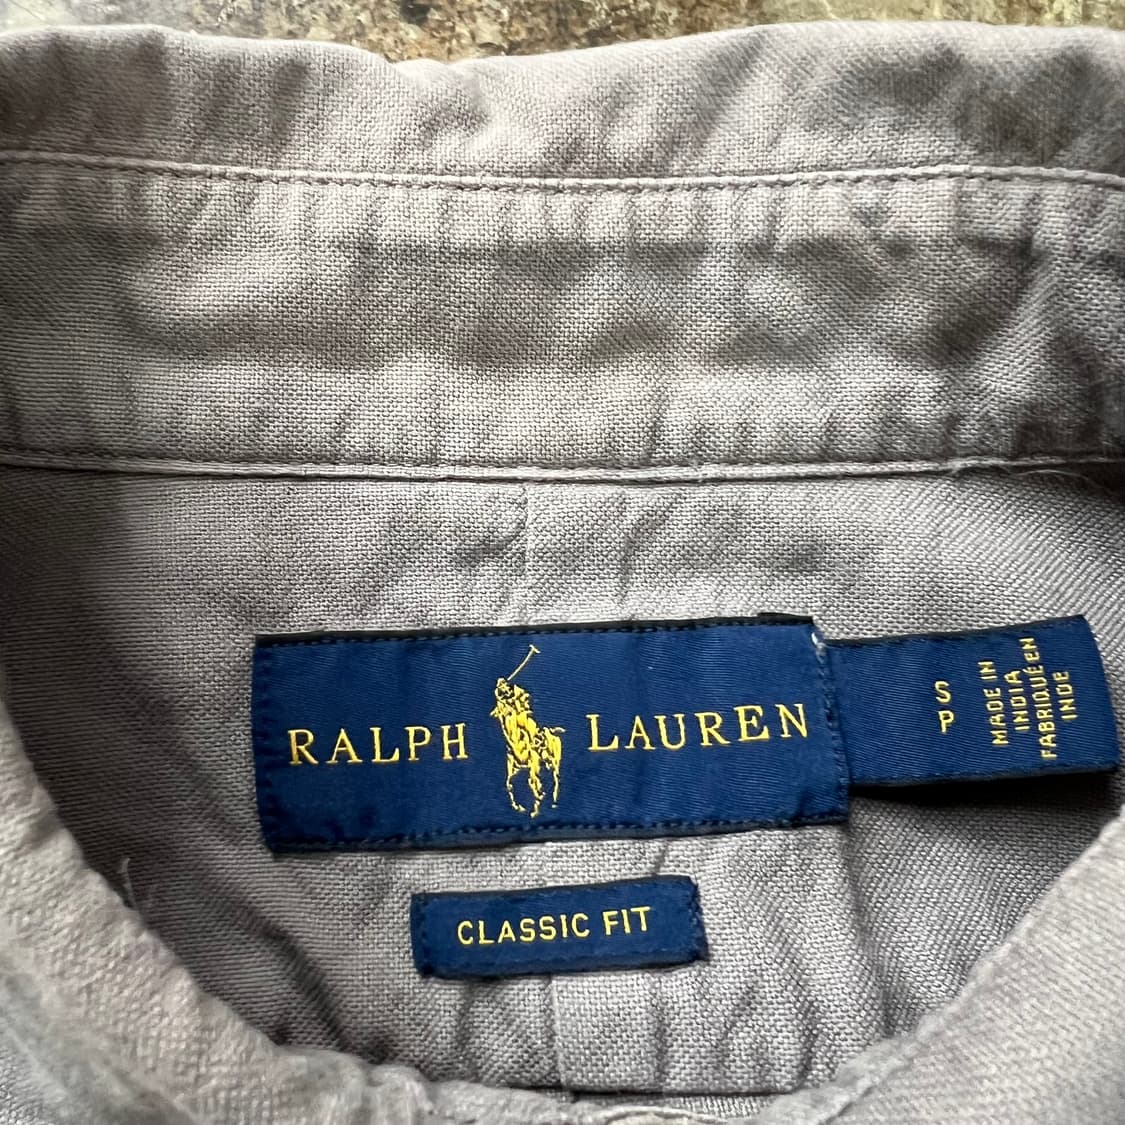 RALPH LAUREN
S
P
MADE IN
INDIA
FABRIQUÉ EN
INDE
CLASSIC FIT